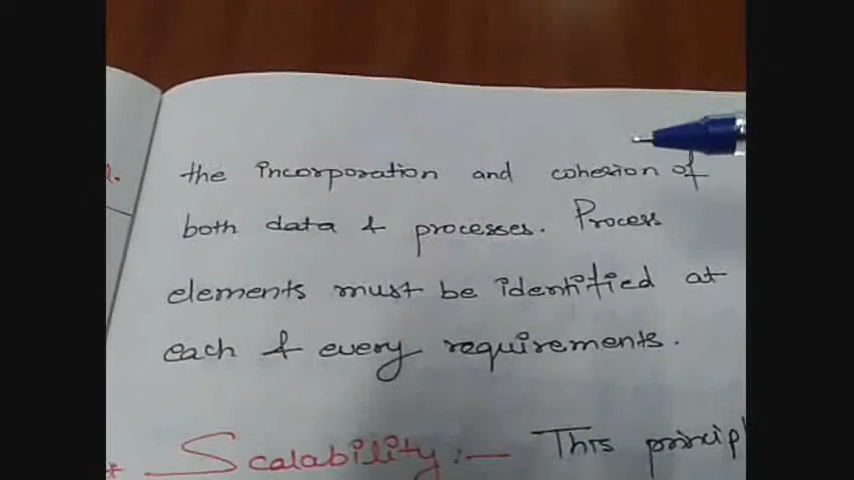 the incorporation and cohesion of
both data & processes. Process
elements must be identified at
each & every requirements.
* Scalability :- This